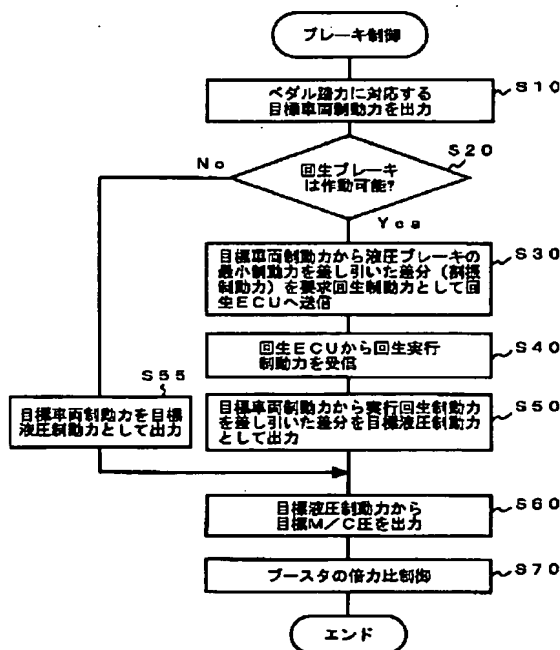 ブレーキ制御
S10
ペダル踏力に対応する
目標車両制動力を出力
S20
No
回生ブレーキ
は作動可能?
Yes
S30
目標車両制動力から液圧ブレーキの
最小制動力を差し引いた差分(割振
制動力)を要求回生制動力として回
生ECUへ送信
S40
回生ECUから回生実行
制動力を受信
S55
目標車両制動力を目標
液圧制動力として出力
S50
目標車両制動力から実行回生制動力
を差し引いた差分を目標液圧制動力
として出力
S60
目標液圧制動力から
目標M/C圧を出力
S70
ブースタの倍力比制御
エンド